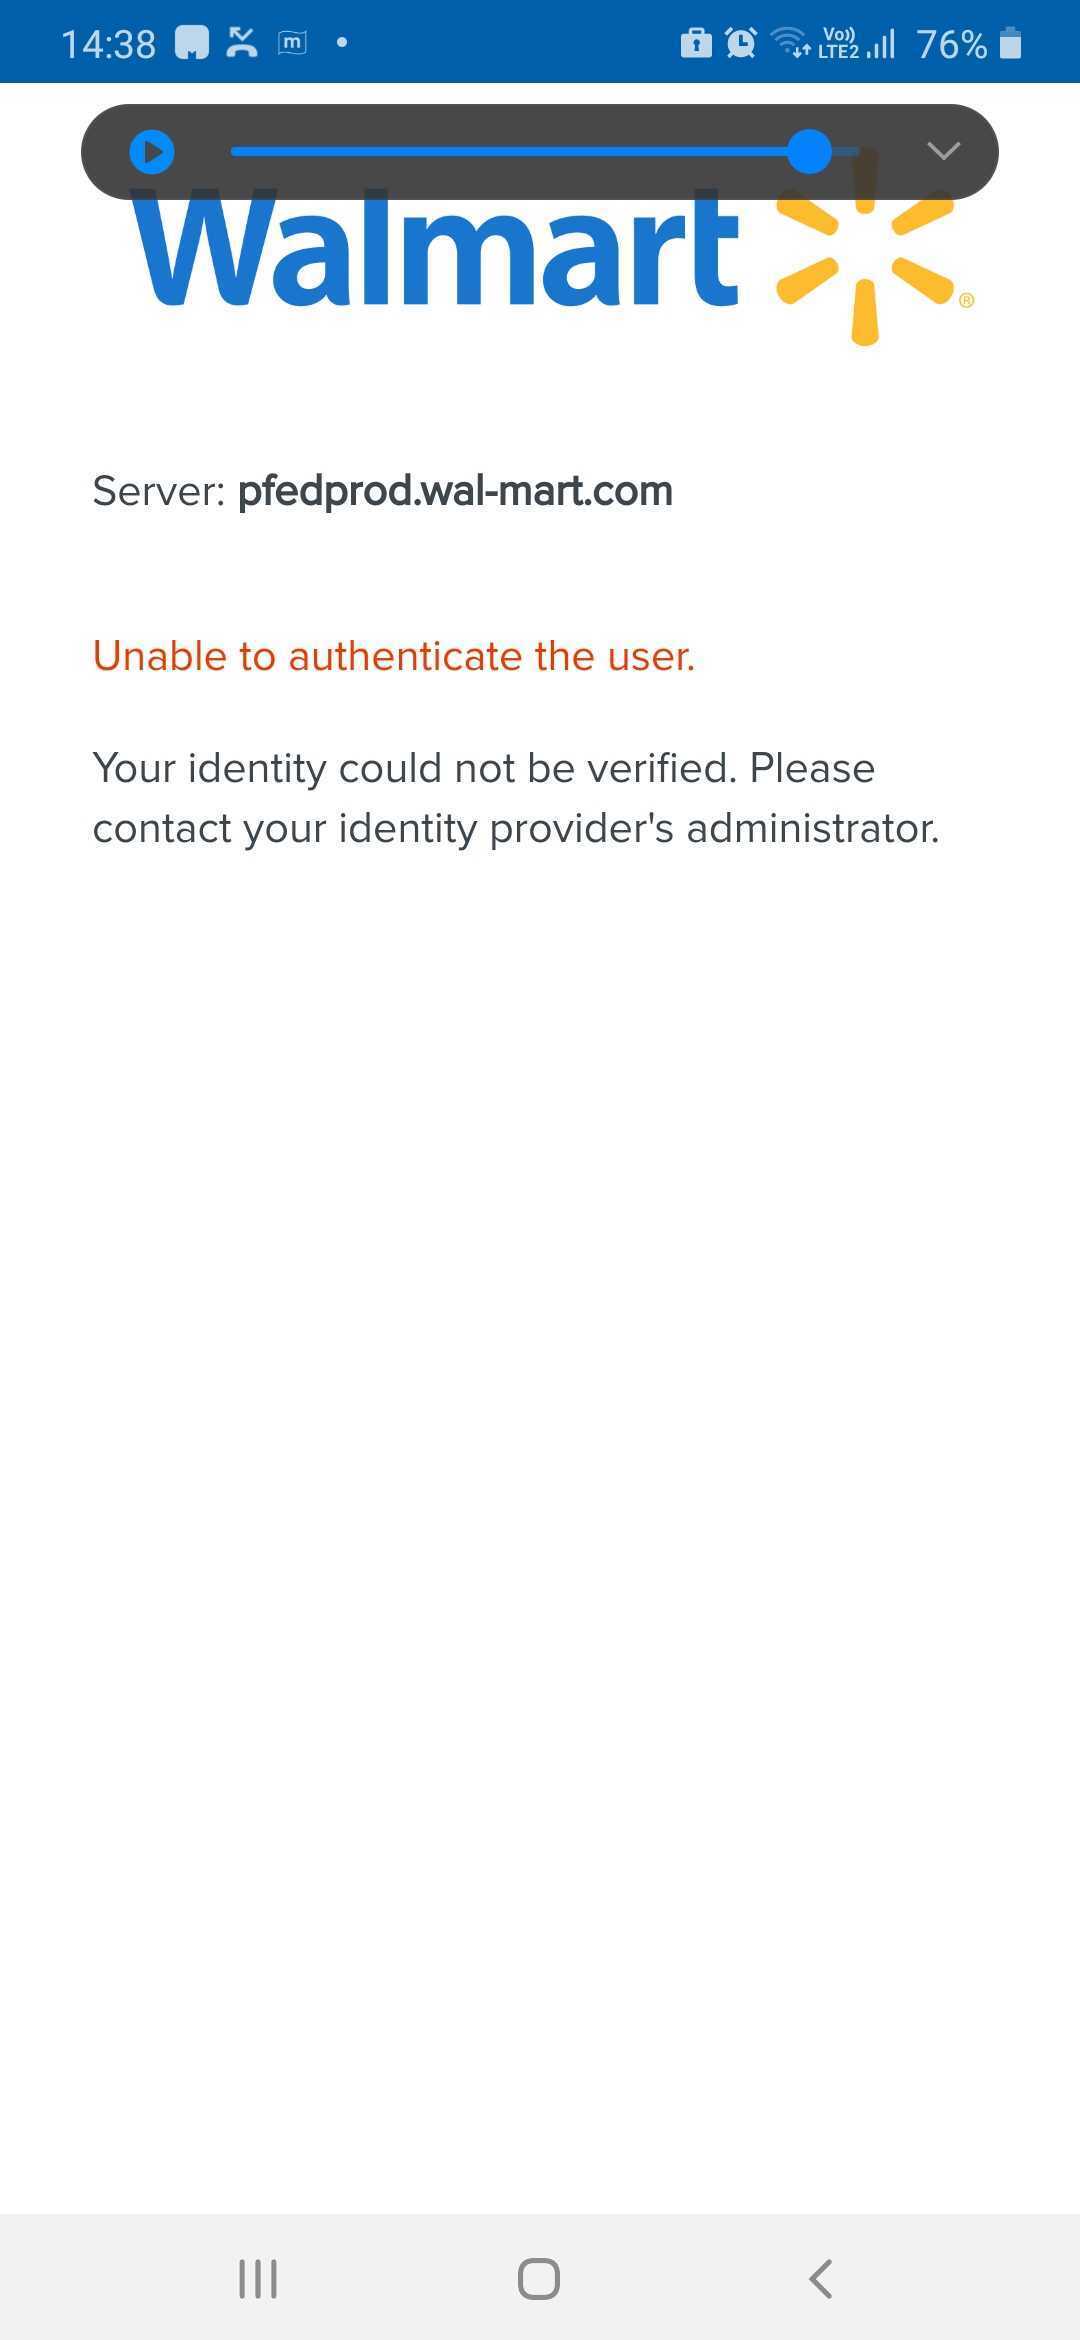 14:38 m Vo)) LTE2 76%
Walmart ®
Server: pfedprod.wal-mart.com
Unable to authenticate the user.
Your identity could not be verified. Please
contact your identity provider's administrator.